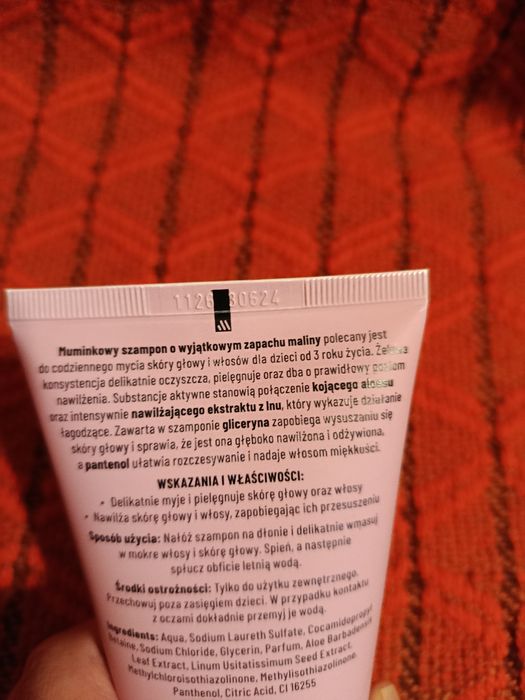 1126 30624
Muminkowy szampon o wyjątkowym zapachu maliny polecany jest
do codziennego mycia skóry głowy i włosów dla dzieci od 3 roku życia. Żelowa
konsystencja delikatnie oczyszcza, pielęgnuje oraz dba o prawidłowy poziom
nawilżenia. Substancje aktywne stanowią połączenie kojącego aloesu
oraz intensywnie nawilżającego ekstraktu z lnu, który wykazuje działanie
łagodzące. Zawarta w szamponie gliceryna zapobiega wysuszaniu się
skóry głowy i sprawia, że jest ona głęboko nawilżona i odżywiona,
a pantenol ułatwia rozczesywanie i nadaje włosom miękkości.
WSKAZANIA I WŁAŚCIWOŚCI:
• Delikatnie myje i pielęgnuje skórę głowy oraz włosy
• Nawilża skórę głowy i włosy, zapobiegając ich przesuszeniu
Sposób użycia: Nałóż szampon na dłonie i delikatnie wmasuj
w mokre włosy i skórę głowy. Spień, a następnie
spłucz obficie letnią wodą.
Środki ostrożności: Tylko do użytku zewnętrznego.
Przechowuj poza zasięgiem dzieci. W przypadku kontaktu
z oczami dokładnie przemyj je wodą.
Ingredients: Aqua, Sodium Laureth Sulfate, Cocamidopropyl
Betaine, Sodium Chloride, Glycerin, Parfum, Aloe Barbadensis
Leaf Extract, Linum Usitatissimum Seed Extract,
Methylchloroisothiazolinone, Methylisothiazolinone,
Panthenol, Citric Acid, CI 16255